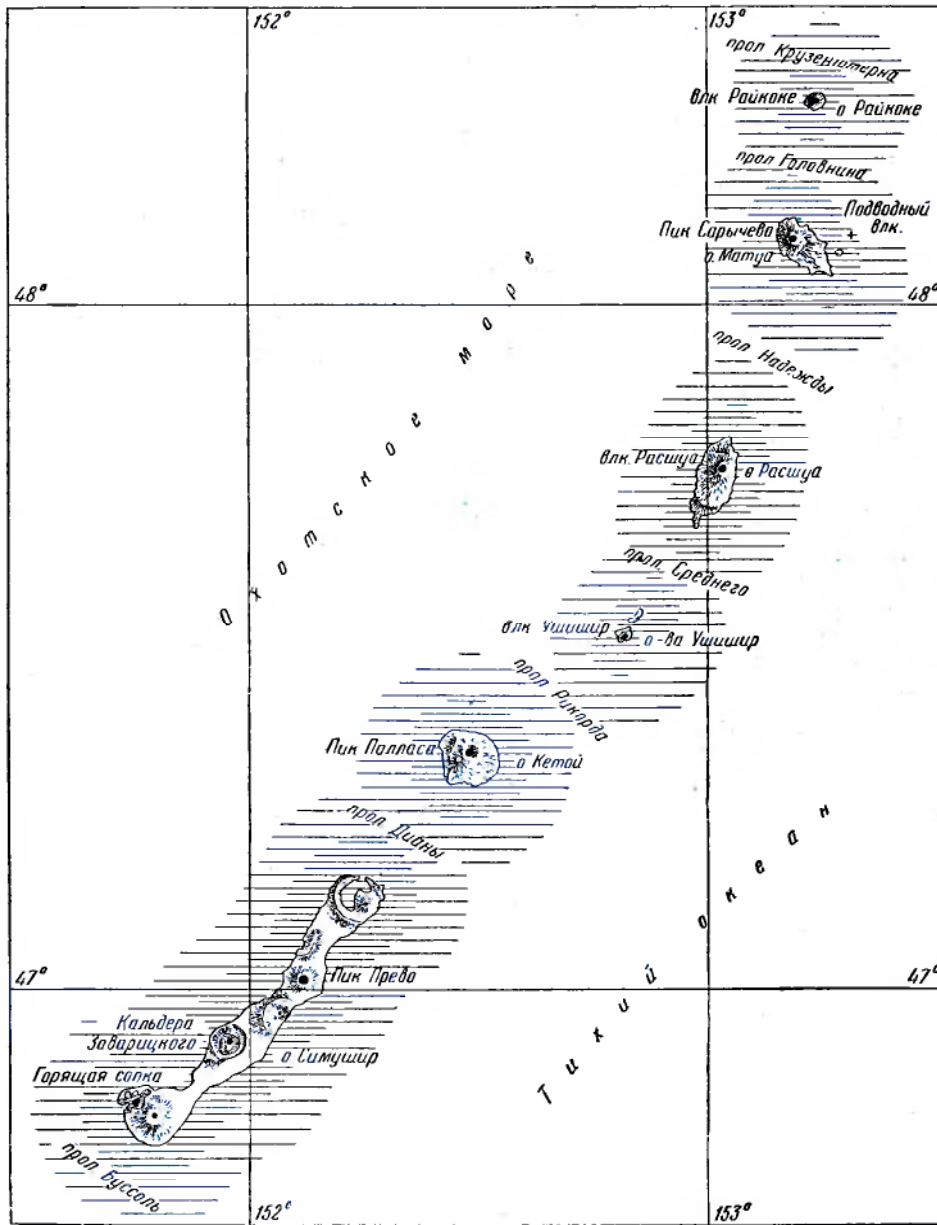 152°
153°
прол Крузенштерна
влк Райкоке
о Райкоке
прол Головнина
Подводный
влк.
Пик Сарычева
о. Матуа
48°
48°
Охотское море
прол Надежды
влк. Расшуа
о Расшуа
прол. Среднего
влк Ушишир
о-ва Ушишир
прол Рикорда
Пик Палласа
о Кетой
прол Дианы
Тихий океан
47°
Пик Прево
47°
Кальдера
Заварицкого
о Симушир
Горящая сопка
прол. Буссоль
152°
153°